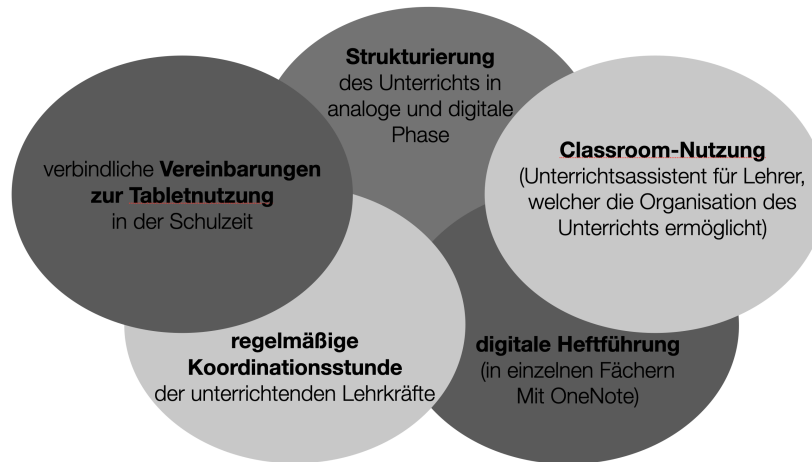 Strukturierung
des Unterrichts in
analoge und digitale
Phase
verbindliche Vereinbarungen
zur Tabletnutzung
in der Schulzeit
Classroom-Nutzung
(Unterrichtsassistent für Lehrer,
welcher die Organisation des
Unterrichts ermöglicht)
regelmäßige
Koordinationsstunde
der unterrichtenden Lehrkräfte
digitale Heftführung
(in einzelnen Fächern
Mit OneNote)